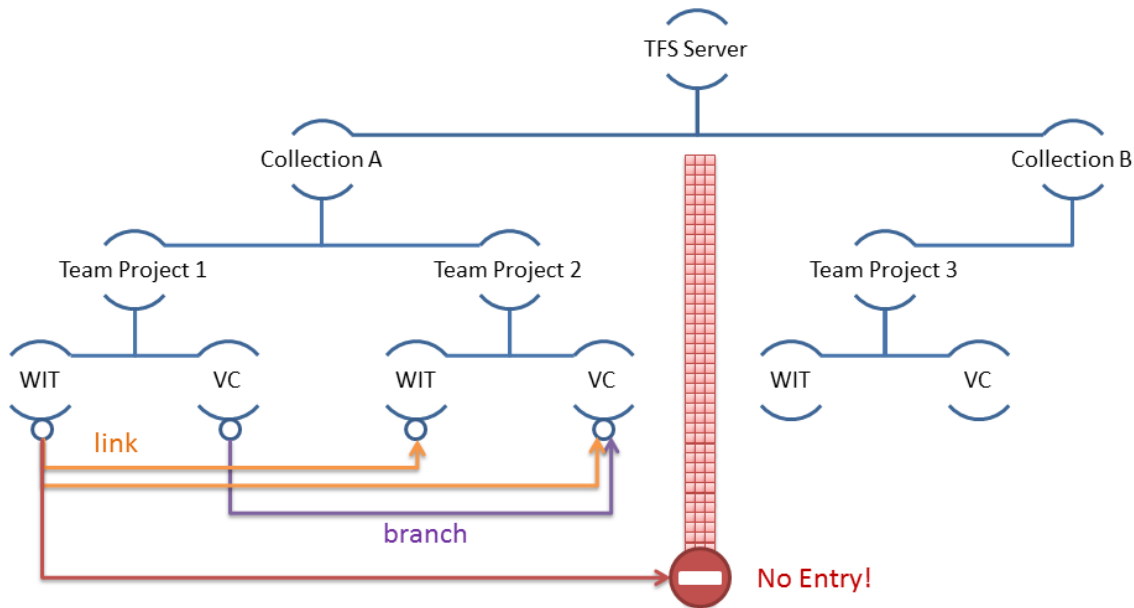 TFS Server
Collection A
Collection B
Team Project 1
Team Project 2
Team Project 3
WIT
VC
WIT
VC
WIT
VC
link
branch
No Entry!